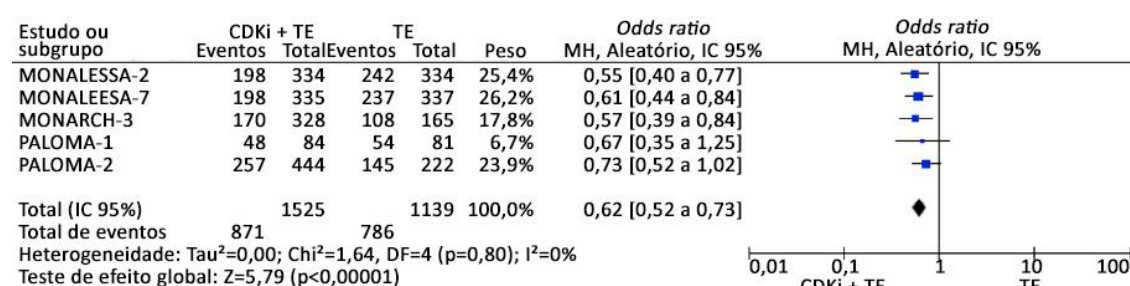 Estudo ou CDKi + TE TE Odds ratio Odds ratio
subgrupo Eventos Total Eventos Total Peso MH, Aleatório, IC 95% MH, Aleatório, IC 95%
MONALESSA-2 198 334 242 334 25,4% 0,55 [0,40 a 0,77]
MONALEESA-7 198 335 237 337 26,2% 0,61 [0,44 a 0,84]
MONARCH-3 170 328 108 165 17,8% 0,57 [0,39 a 0,84]
PALOMA-1 48 84 54 81 6,7% 0,67 [0,35 a 1,25]
PALOMA-2 257 444 145 222 23,9% 0,73 [0,52 a 1,02]
Total (IC 95%) 1525 1139 100,0% 0,62 [0,52 a 0,73]
Total de eventos 871 786
Heterogeneidade: Tau²=0,00; Chi²=1,64, DF=4 (p=0,80); I²=0%
Teste de efeito global: Z=5,79 (p<0,00001)
0,01 0,1 1 10 100
CDKi + TE TE